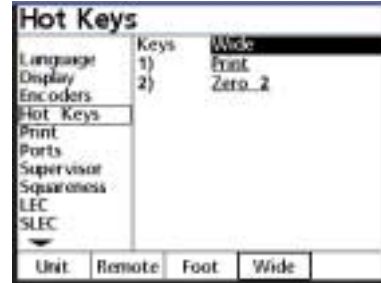 Hot Keys
Language
Display
Encoders
Hot Keys
Print
Ports
Supervisor
Squareness
LEC
SLEC
Keys Wide
1) Print
2) Zero 2
Unit Remote Foot Wide